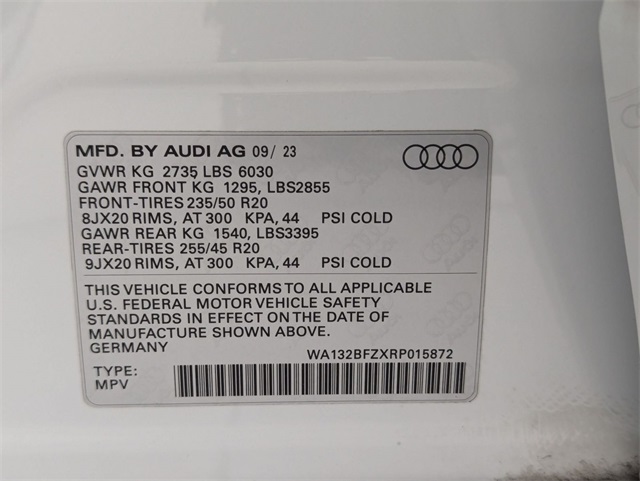 MFD. BY AUDI AG 09/ 23
GVWR KG 2735 LBS 6030
GAWR FRONT KG 1295, LBS2855
FRONT-TIRES 235/50 R20
8JX20 RIMS, AT 300 KPA, 44 PSI COLD
GAWR REAR KG 1540, LBS3395
REAR-TIRES 255/45 R20
9JX20 RIMS, AT 300 KPA, 44 PSI COLD
THIS VEHICLE CONFORMS TO ALL APPLICABLE
U.S. FEDERAL MOTOR VEHICLE SAFETY
STANDARDS IN EFFECT ON THE DATE OF
MANUFACTURE SHOWN ABOVE.
GERMANY WA132BFZXRP015872
TYPE:
MPV